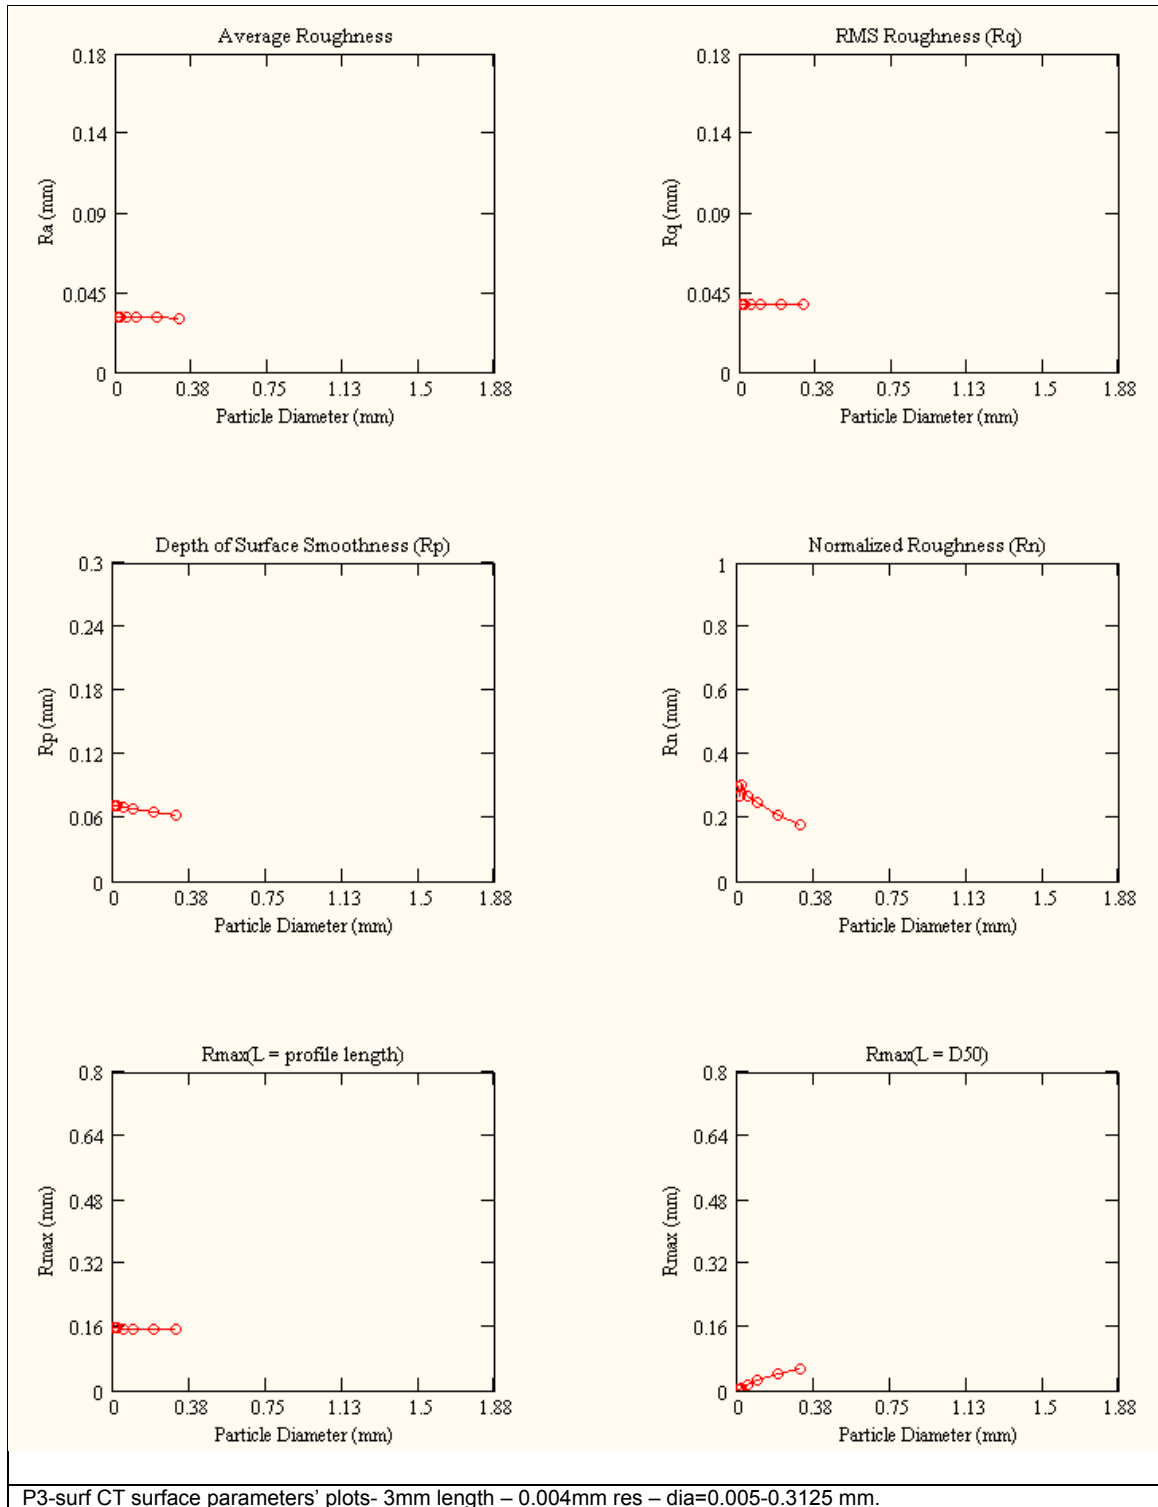 Average Roughness
0.18
0.14
0.09
0.045
0
Ra (mm)
0 0.38 0.75 1.13 1.5 1.88
Particle Diameter (mm)
RMS Roughness (Rq)
0.18
0.14
0.09
0.045
0
Rq (mm)
0 0.38 0.75 1.13 1.5 1.88
Particle Diameter (mm)
Depth of Surface Smoothness (Rp)
0.3
0.24
0.18
0.12
0.06
0
Rp (mm)
0 0.38 0.75 1.13 1.5 1.88
Particle Diameter (mm)
Normalized Roughness (Rn)
1
0.8
0.6
0.4
0.2
0
Rn (mm)
0 0.38 0.75 1.13 1.5 1.88
Particle Diameter (mm)
Rmax(L = profile length)
0.8
0.64
0.48
0.32
0.16
0
Rmax (mm)
0 0.38 0.75 1.13 1.5 1.88
Particle Diameter (mm)
Rmax(L = D50)
0.8
0.64
0.48
0.32
0.16
0
Rmax (mm)
0 0.38 0.75 1.13 1.5 1.88
Particle Diameter (mm)
P3-surf CT surface parameters' plots- 3mm length – 0.004mm res – dia=0.005-0.3125 mm.